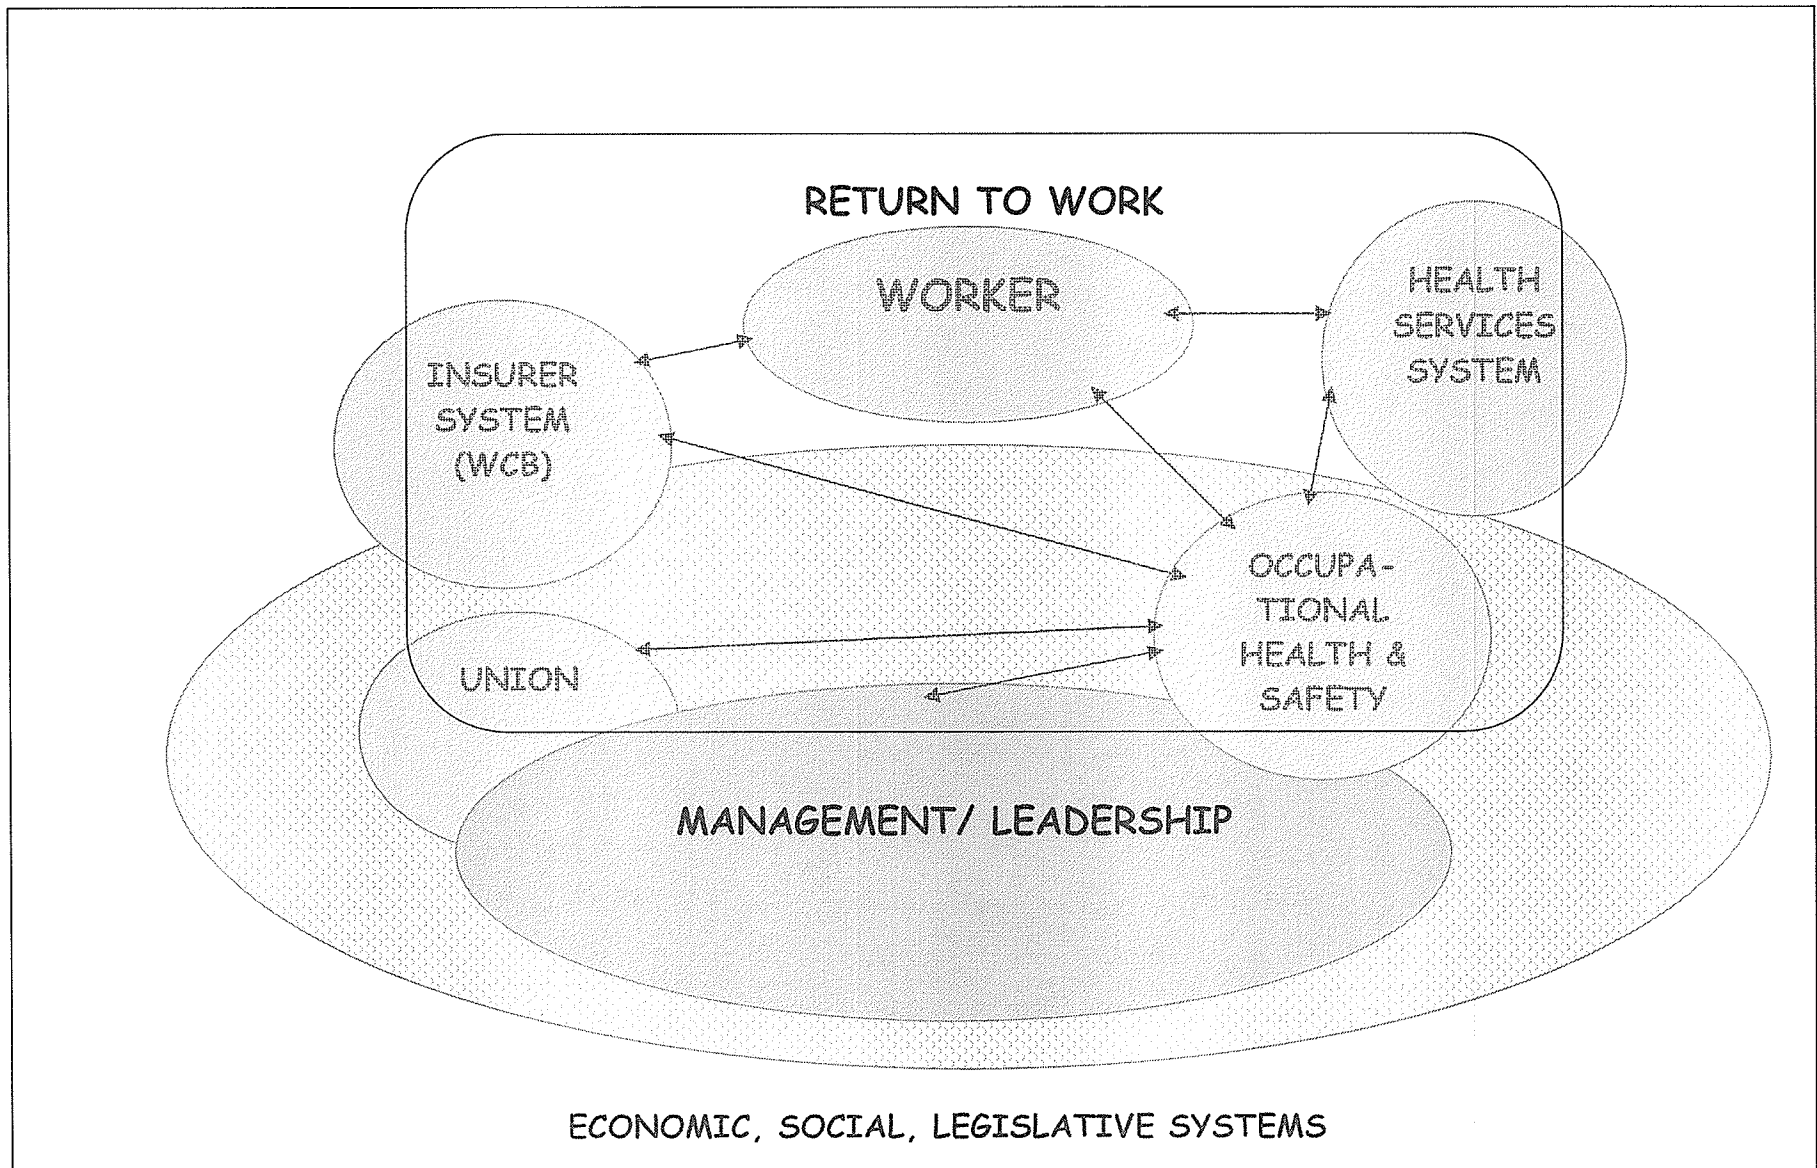 RETURN TO WORK
WORKER
HEALTH
SERVICES
SYSTEM
INSURER
SYSTEM
(WCB)
OCCUPA-
TIONAL
HEALTH &
SAFETY
UNION
MANAGEMENT/ LEADERSHIP
ECONOMIC, SOCIAL, LEGISLATIVE SYSTEMS